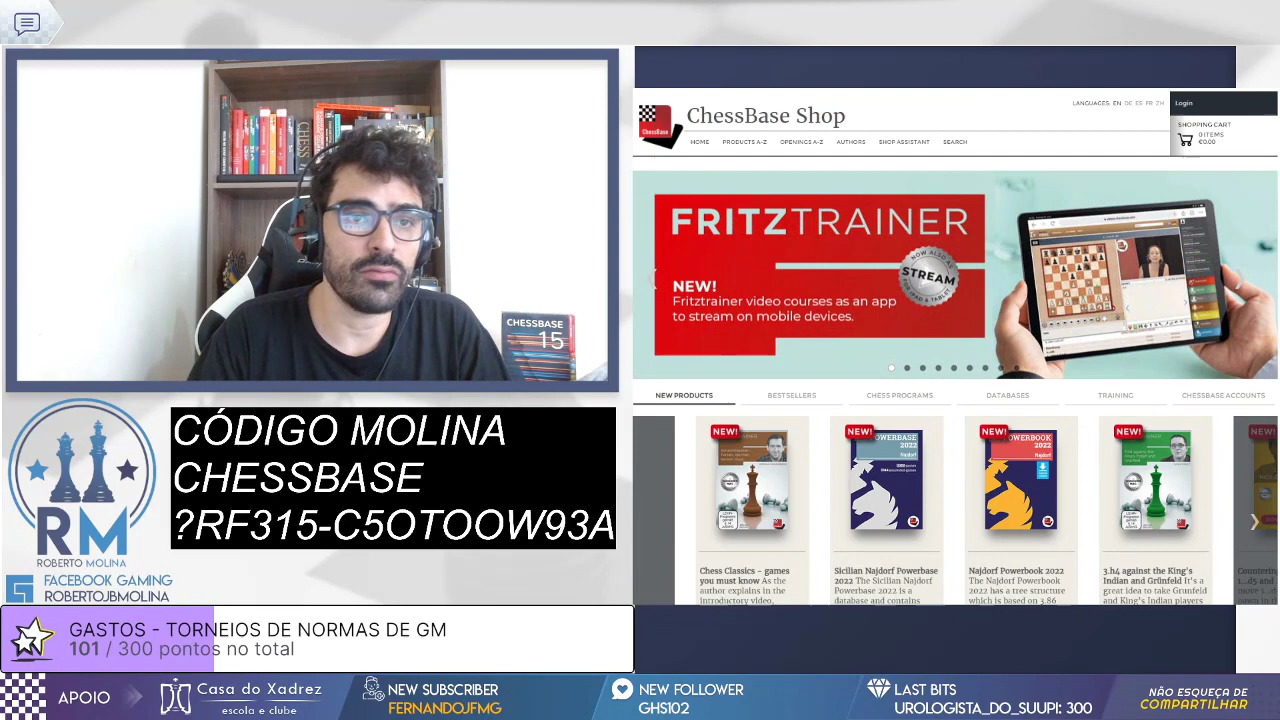 CHESSBASE
15
CHESS
CÓDIGO MOLINA
CHESSBASE
?RF315-C5OTOOW93A
RM
ROBERTO MOLINA
FACEBOOK GAMING
ROBERTOJBMOLINA
GASTOS - TORNEIOS DE NORMAS DE GM
101 / 300 pontos no total
LANGUAGES: EN DE ES FR ZH
Login
ChessBase
ChessBase Shop
SHOPPING CART
0 ITEMS
€0.00
HOME PRODUCTS A-Z OPENINGS A-Z AUTHORS SHOP ASSISTANT SEARCH
FRITZTRAINER
NOW ALSO AS
STREAM
FOR IPAD & TABLET
NEW!
Fritztrainer video courses as an app
to stream on mobile devices.
NEW PRODUCTS BESTSELLERS CHESS PROGRAMS DATABASES TRAINING CHESSBASE ACCOUNTS
NEW! NEW! NEW! NEW!
POWERBASE
2022
Najdorf
POWERBOOK
2022
Najdorf
Chess Classics - games
you must know As the
author explains in the
introductory video,
Sicilian Najdorf Powerbase
2022 The Sicilian Najdorf
Powerbase 2022 is a
database and contains
Najdorf Powerbook 2022
The Najdorf Powerbook
2022 has a tree structure
which is based on 3.86
3.h4 against the King's
Indian and Grünfeld It's a
great idea to take Grunfeld
and King's Indian players
APOIO
Casa do Xadrez
escola e clube
NEW SUBSCRIBER
FERNANDOJFMG
NEW FOLLOWER
GHS102
LAST BITS
UROLOGISTA_DO_SUUPI: 300
NÃO ESQUEÇA DE
COMPARTILHAR